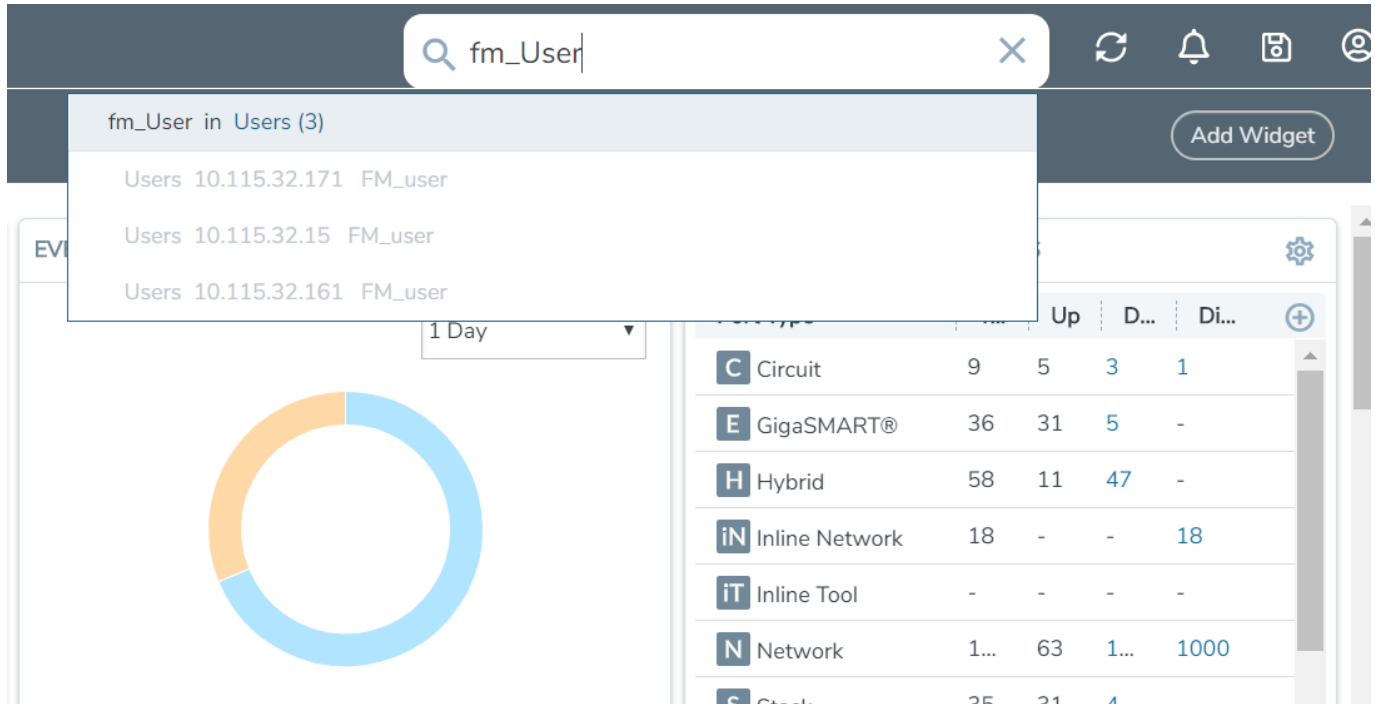 fm_User
fm_User in Users (3)
Add Widget
Users 10.115.32.171 FM_user
Users 10.115.32.15 FM_user
Users 10.115.32.161 FM_user
1 Day
Up D... Di...
C Circuit 9 5 3 1
E GigaSMART® 36 31 5 -
H Hybrid 58 11 47 -
iN Inline Network 18 - - 18
iT Inline Tool - - - -
N Network 1... 63 1... 1000